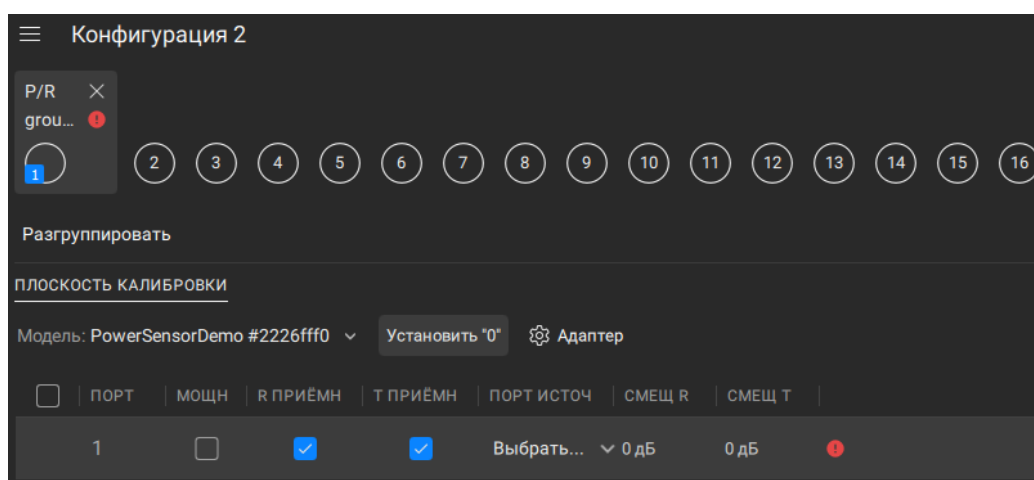 Конфигурация 2
P/R
grou...
1 2 3 4 5 6 7 8 9 10 11 12 13 14 15 16
Разгруппировать
ПЛОСКОСТЬ КАЛИБРОВКИ
Модель: PowerSensorDemo #2226fff0 Установить "0" Адаптер
ПОРТ МОЩН R ПРИЁМН T ПРИЁМН ПОРТ ИСТОЧ СМЕЩ R СМЕЩ T
1 Выбрать... 0 дБ 0 дБ